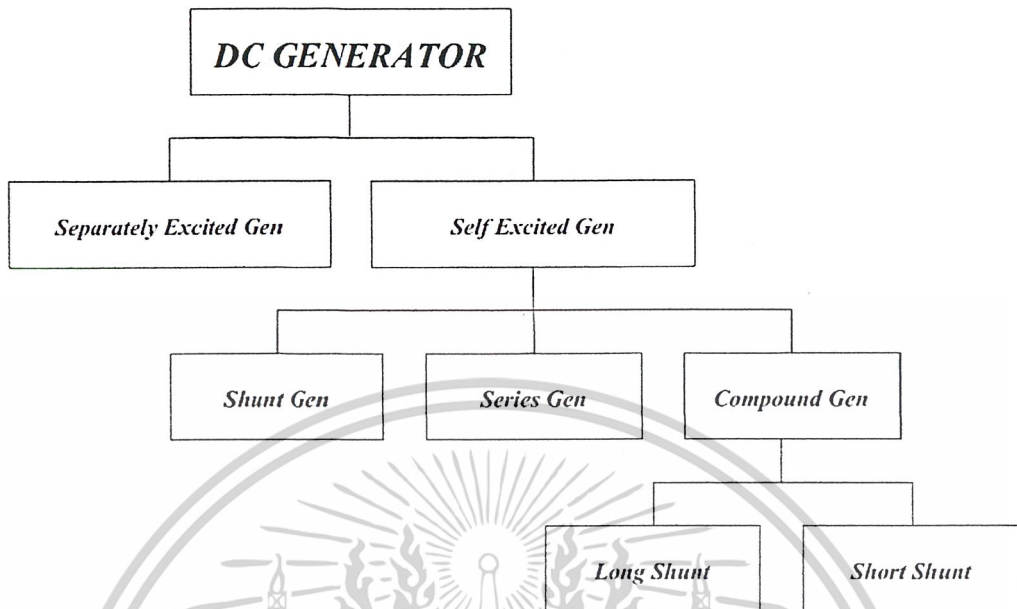 DC GENERATOR
Separately Excited Gen
Self Excited Gen
Shunt Gen
Series Gen
Compound Gen
Long Shunt
Short Shunt